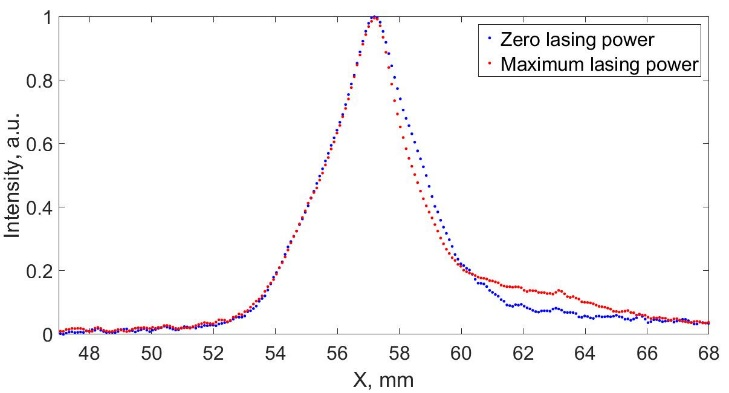 Zero lasing power
Maximum lasing power
Intensity, a.u.
1
0.8
0.6
0.4
0.2
0
48 50 52 54 56 58 60 62 64 66 68
X, mm